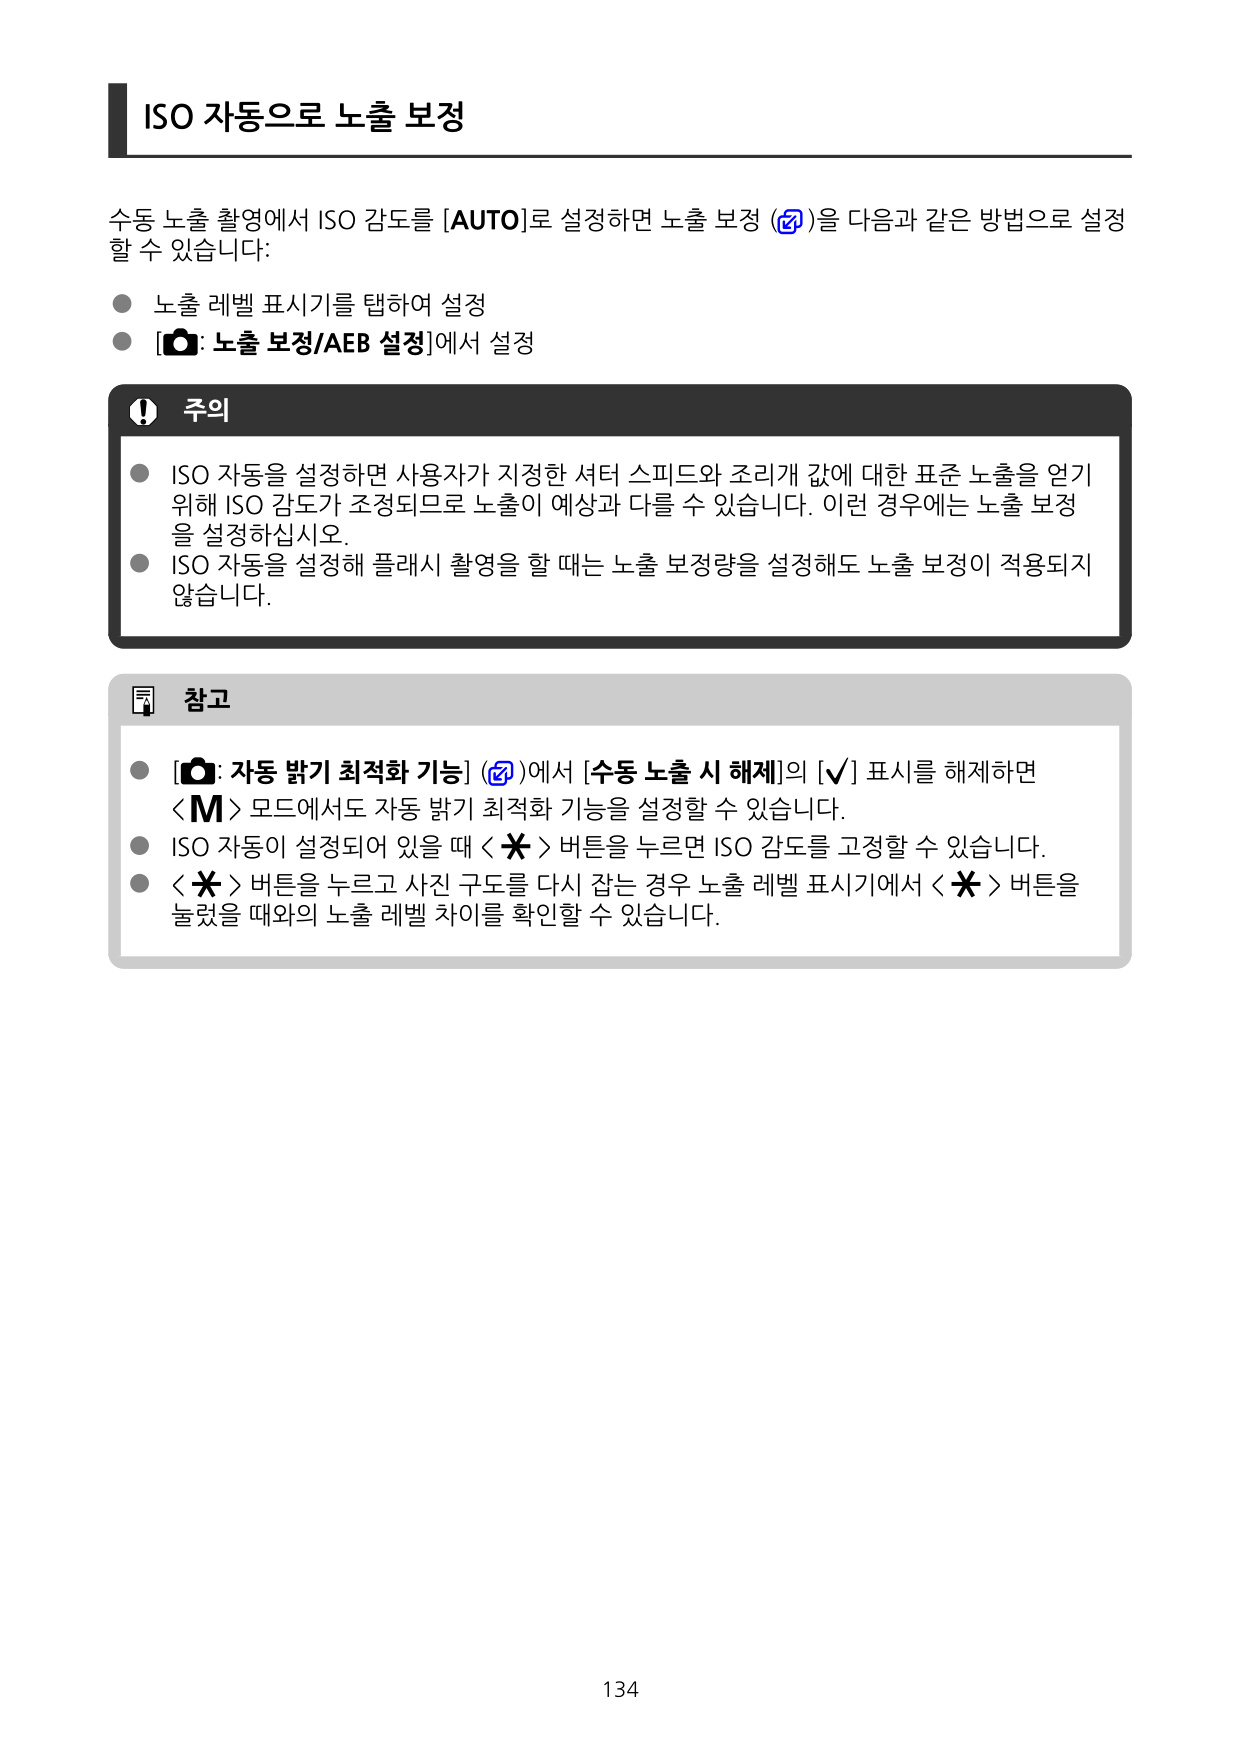 ISO 자동으로 노출 보정
수동 노출 촬영에서 ISO 감도를 [AUTO]로 설정하면 노출 보정 ( )을 다음과 같은 방법으로 설정
할 수 있습니다:
● 노출 레벨 표시기를 탭하여 설정
● [ : 노출 보정/AEB 설정]에서 설정
주의
● ISO 자동을 설정하면 사용자가 지정한 셔터 스피드와 조리개 값에 대한 표준 노출을 얻기
위해 ISO 감도가 조정되므로 노출이 예상과 다를 수 있습니다. 이런 경우에는 노출 보정
을 설정하십시오.
● ISO 자동을 설정해 플래시 촬영을 할 때는 노출 보정량을 설정해도 노출 보정이 적용되지
않습니다.
참고
● [ : 자동 밝기 최적화 기능] ( )에서 [수동 노출 시 해제]의 [✓] 표시를 해제하면
< M > 모드에서도 자동 밝기 최적화 기능을 설정할 수 있습니다.
● ISO 자동이 설정되어 있을 때 < * > 버튼을 누르면 ISO 감도를 고정할 수 있습니다.
● < * > 버튼을 누르고 사진 구도를 다시 잡는 경우 노출 레벨 표시기에서 < * > 버튼을
눌렀을 때와의 노출 레벨 차이를 확인할 수 있습니다.
134